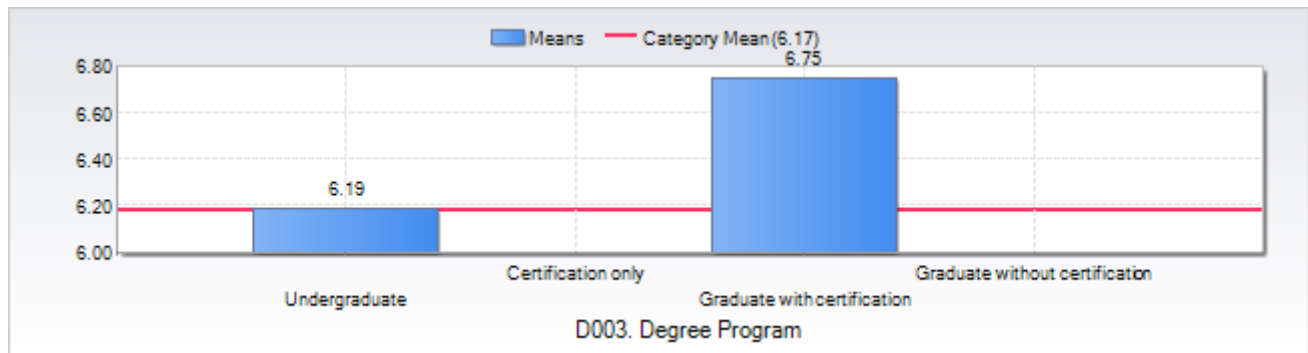 Means Category Mean (6.17)
6.75
6.80
6.60
6.40
6.19
6.20
6.00
Certification only Graduate without certification
Undergraduate Graduate with certification
D003. Degree Program